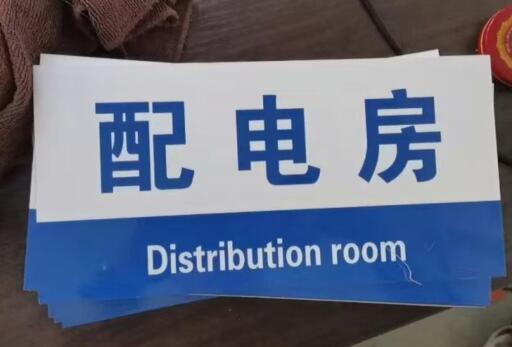 配电房
Distribution room